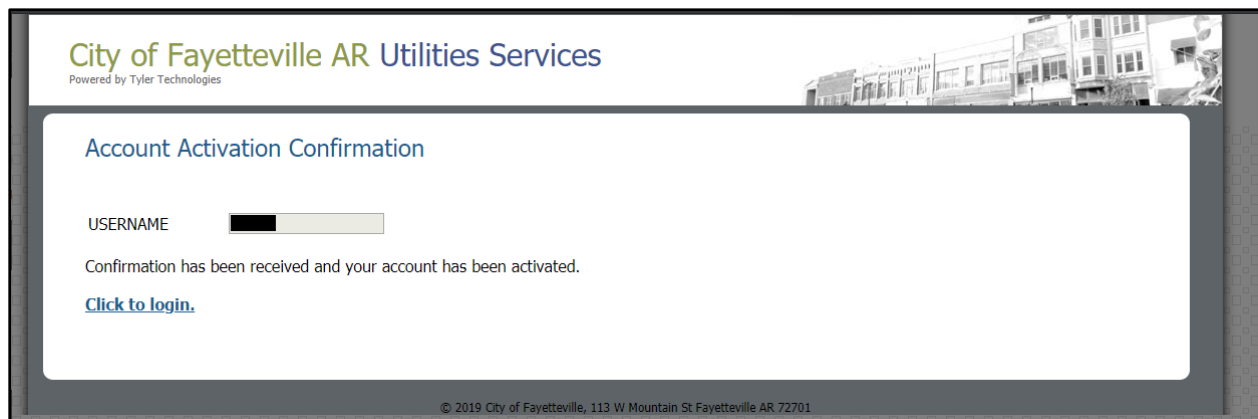 City of Fayetteville AR Utilities Services
Powered by Tyler Technologies
Account Activation Confirmation
USERNAME
Confirmation has been received and your account has been activated.
Click to login.
© 2019 City of Fayetteville, 113 W Mountain St Fayetteville AR 72701